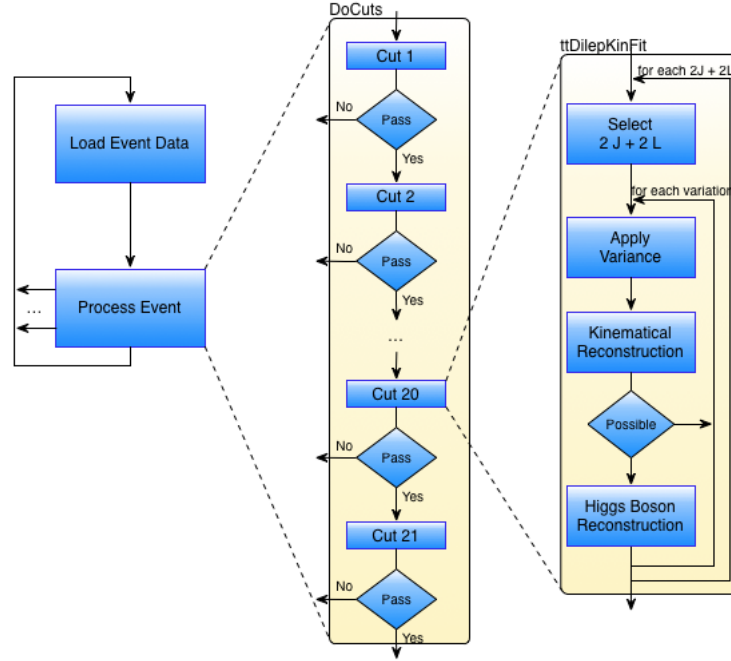 Load Event Data
Process Event
...
DoCuts
Cut 1
No
Pass
Yes
Cut 2
No
Pass
Yes
...
Cut 20
No
Pass
Yes
Cut 21
No
Pass
Yes
ttDilepKinFit
for each 2J + 2L
Select
2 J + 2 L
for each variation
Apply
Variance
Kinematical
Reconstruction
Possible
Higgs Boson
Reconstruction